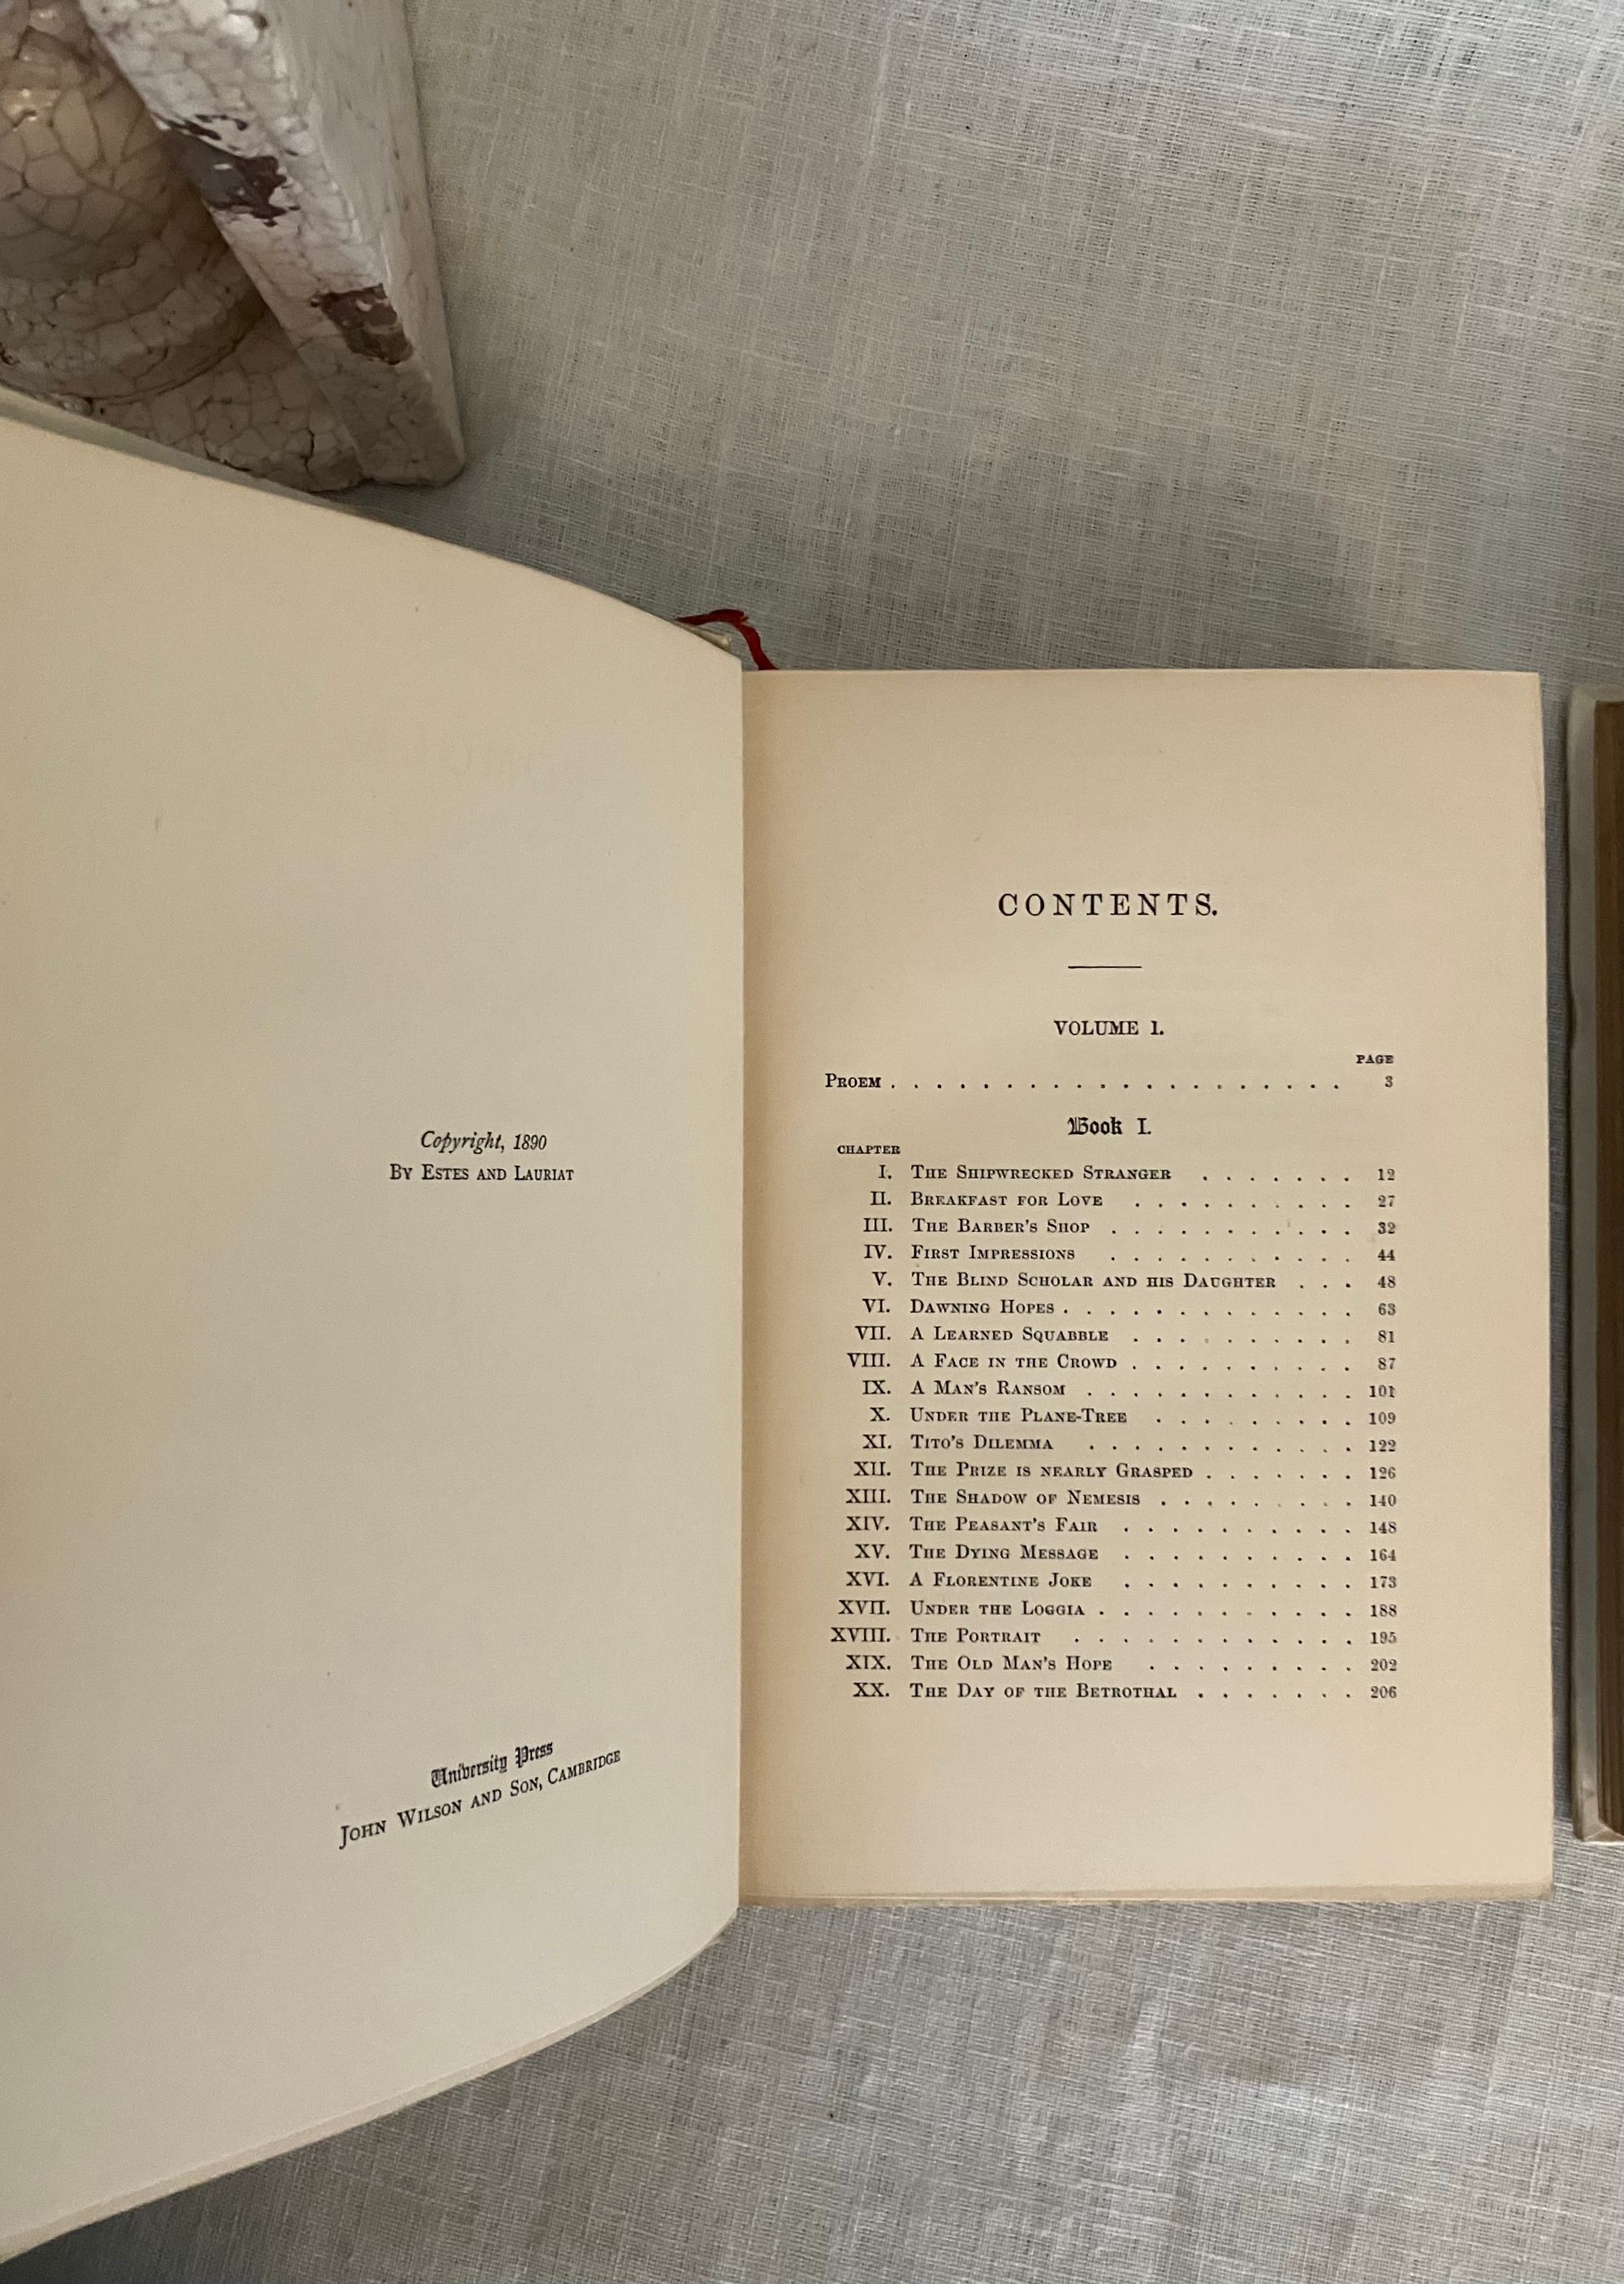 Copyright, 1890
By Estes and Lauriat
University Press
John Wilson and Son, Cambridge
CONTENTS.
VOLUME I.
PAGE
Proem . . . . . . . . . . . . . . . . . . . . 3
Book I.
CHAPTER
I. The Shipwrecked Stranger . . . . . . . 12
II. Breakfast for Love . . . . . . . . . . 27
III. The Barber's Shop . . . . . . . . . . . 32
IV. First Impressions . . . . . . . . . . . 44
V. The Blind Scholar and his Daughter . . . 48
VI. Dawning Hopes . . . . . . . . . . . . . 63
VII. A Learned Squabble . . . . . . . . . . 81
VIII. A Face in the Crowd . . . . . . . . . . 87
IX. A Man's Ransom . . . . . . . . . . . . 101
X. Under the Plane-Tree . . . . . . . . . 109
XI. Tito's Dilemma . . . . . . . . . . . . 122
XII. The Prize is nearly Grasped . . . . . . . 126
XIII. The Shadow of Nemesis . . . . . . . . . 140
XIV. The Peasant's Fair . . . . . . . . . . 148
XV. The Dying Message . . . . . . . . . . 164
XVI. A Florentine Joke . . . . . . . . . . 173
XVII. Under the Loggia . . . . . . . . . . . 188
XVIII. The Portrait . . . . . . . . . . . . 195
XIX. The Old Man's Hope . . . . . . . . . 202
XX. The Day of the Betrothal . . . . . . . 206